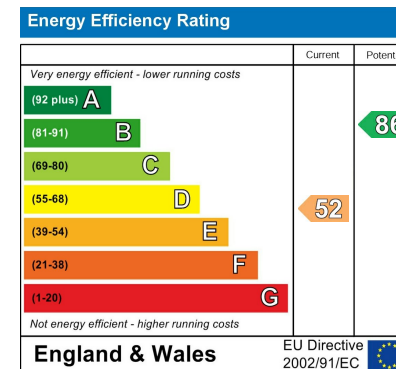 Energy Efficiency Rating
Current Potent
Very energy efficient - lower running costs
(92 plus) A
(81-91) B
86
(69-80) C
(55-68) D
52
(39-54) E
(21-38) F
(1-20) G
Not energy efficient - higher running costs
England & Wales
EU Directive
2002/91/EC